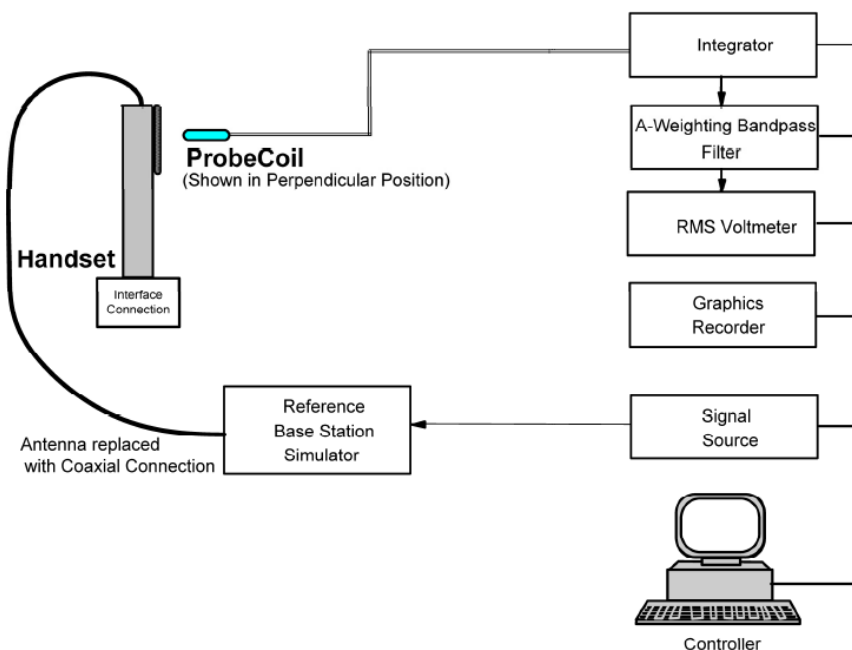 Integrator
A-Weighting Bandpass
Filter
ProbeCoil
(Shown in Perpendicular Position)
RMS Voltmeter
Handset
Interface
Connection
Graphics
Recorder
Reference
Base Station
Simulator
Signal
Source
Antenna replaced
with Coaxial Connection
Controller